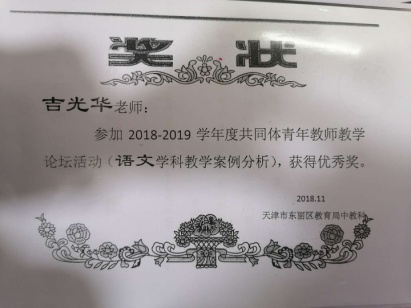 奖状
吉光华老师：
参加 2018-2019 学年度共同体青年教师教学
论坛活动（语文学科教学案例分析），获得优秀奖。
2018.11
天津市东丽区教育局中教科